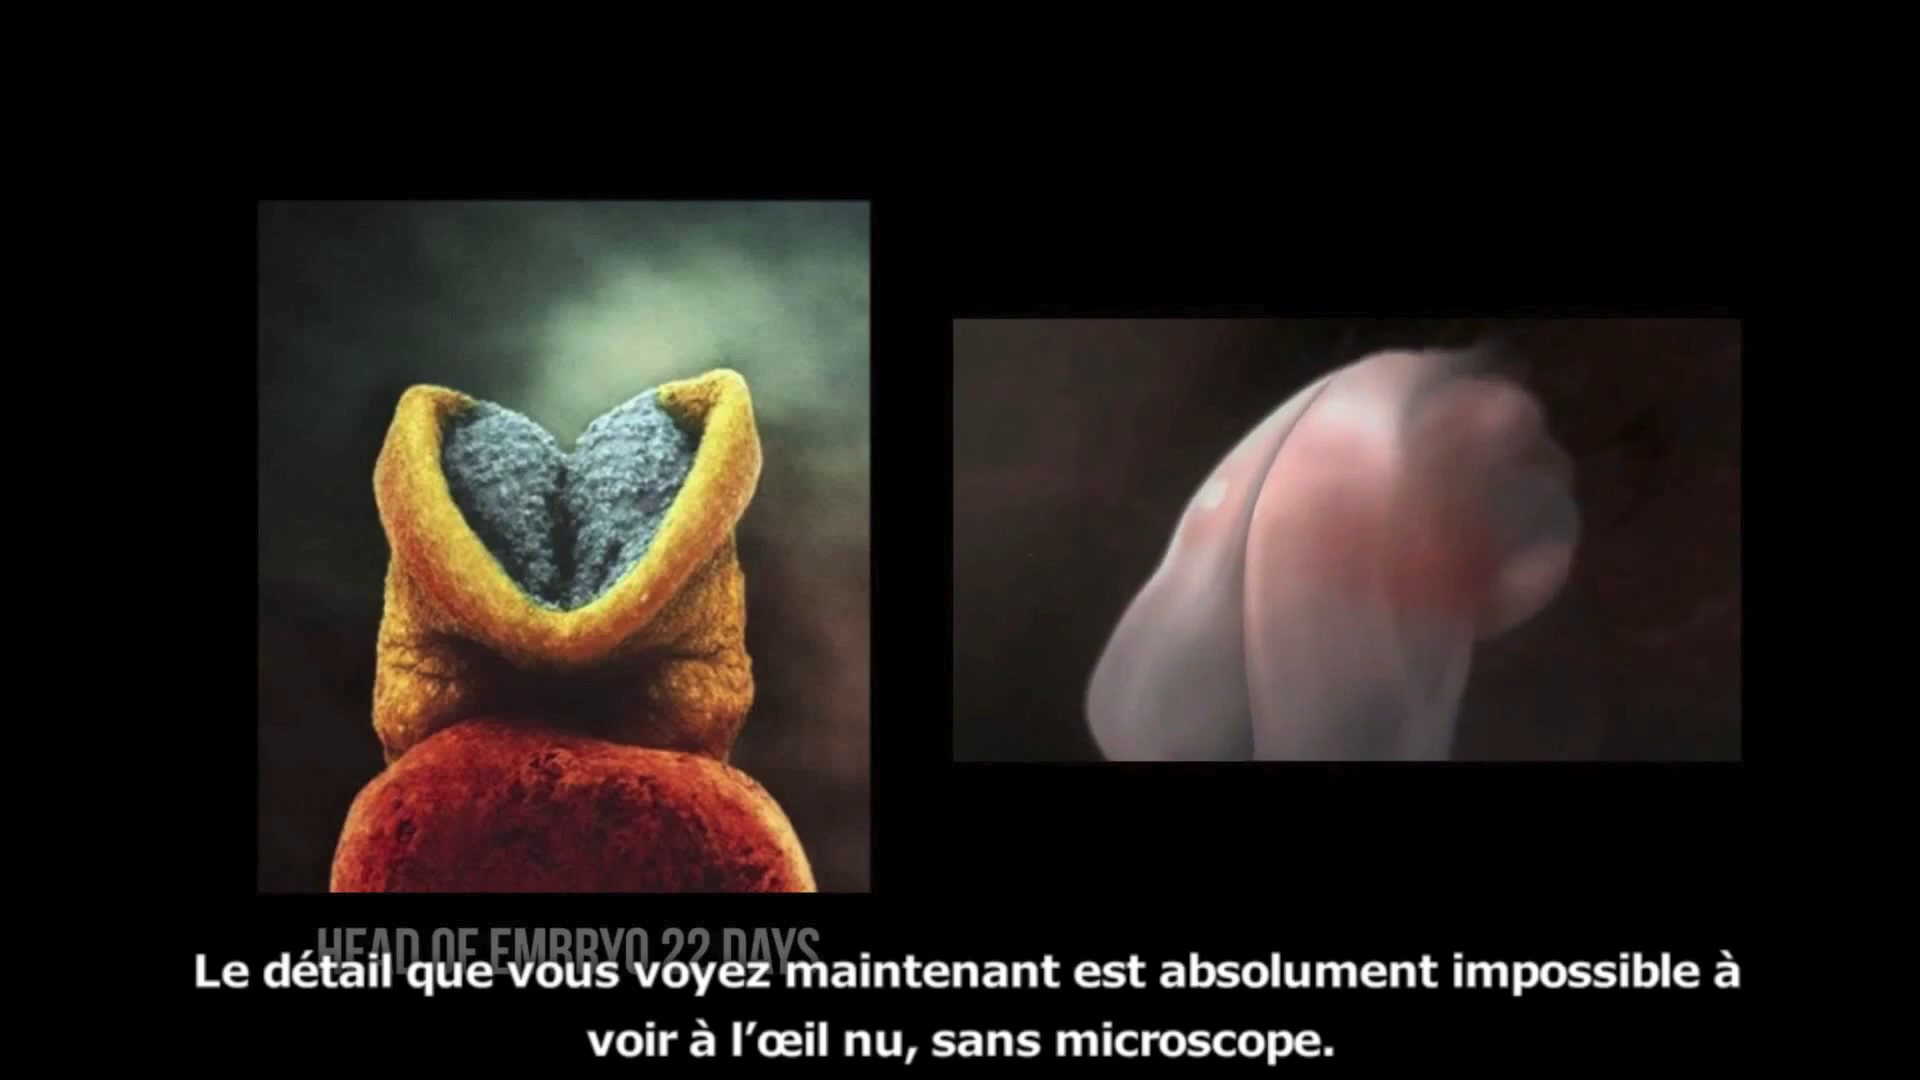 HEAD OF EMBRYO 22 DAYS
Le détail que vous voyez maintenant est absolument impossible à
voir à l’œil nu, sans microscope.